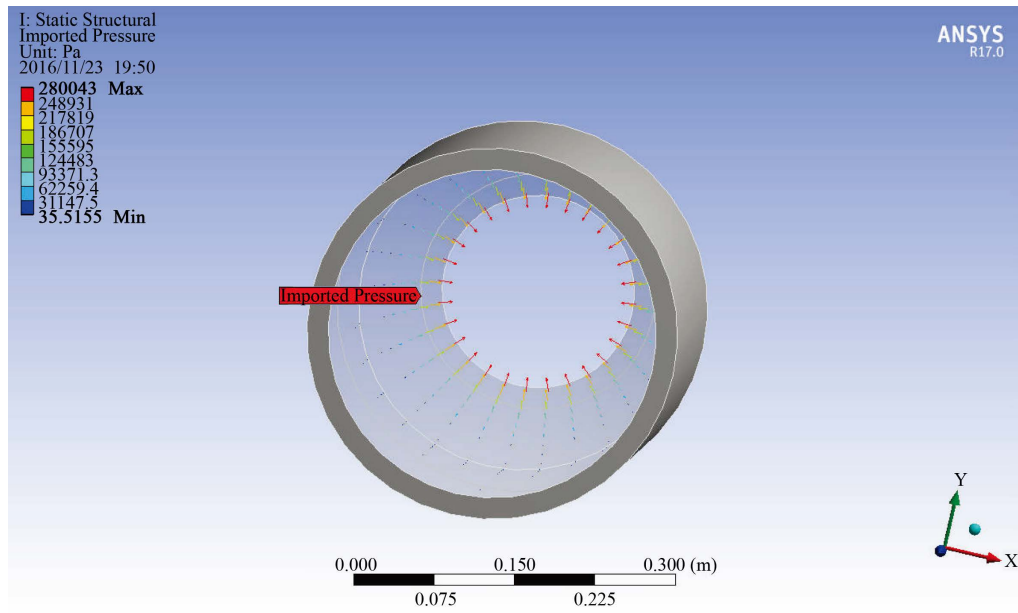 I: Static Structural
Imported Pressure
Unit: Pa
2016/11/23 19:50
280043 Max
248931
217819
186707
155595
124483
93371.3
62259.4
31147.5
35.5155 Min
ANSYS
R17.0
Imported Pressure
Y
X
0.000 0.150 0.300 (m)
0.075 0.225